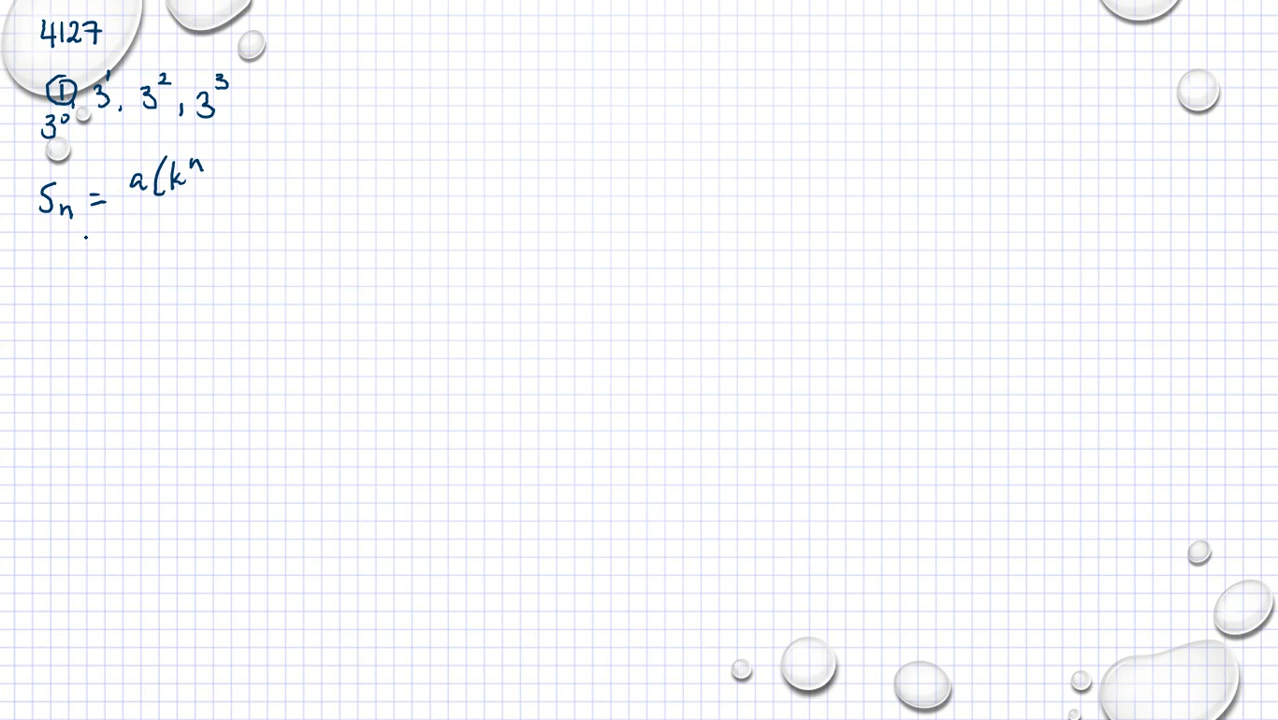 4127
①, 3¹, 3², 3³
3⁰
Sₙ = a(kⁿ